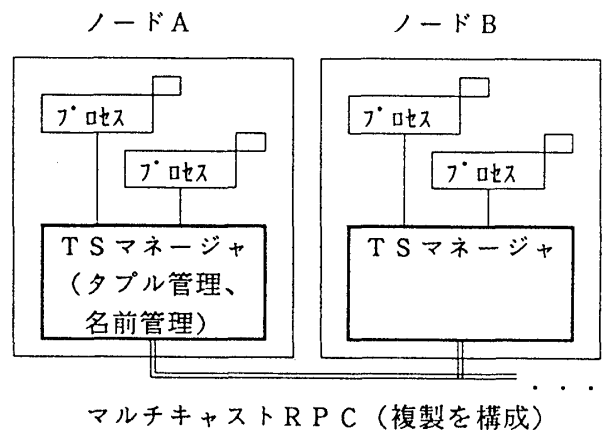 ノードA
ノードB
プロセス
プロセス
プロセス
プロセス
TSマネージャ
(タプル管理、
名前管理)
TSマネージャ
. . .
マルチキャストRPC(複製を構成)